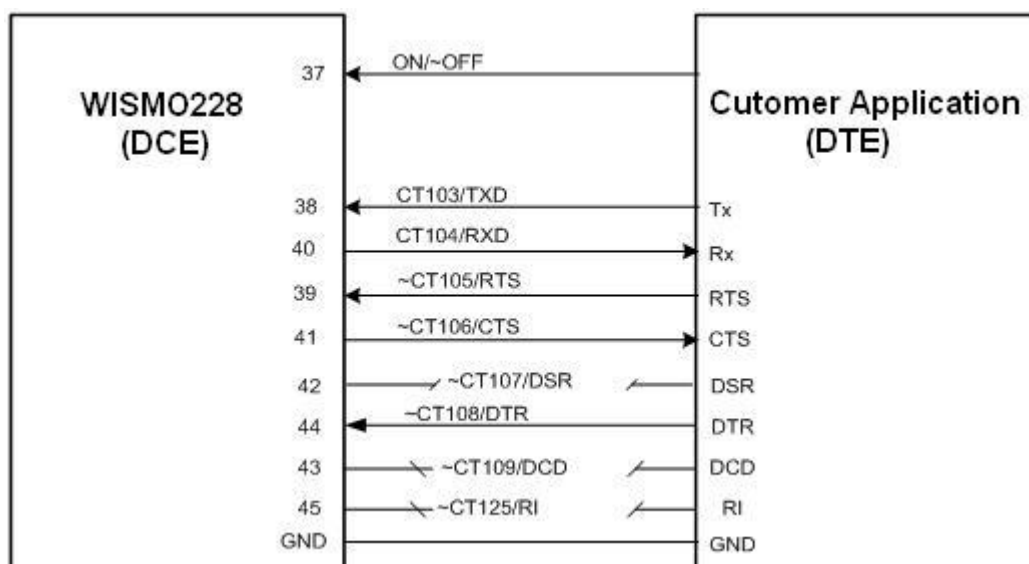 37 ON/~OFF
WISMO228
(DCE)
Cutomer Application
(DTE)
38 CT103/TXD Tx
40 CT104/RXD Rx
39 ~CT105/RTS RTS
41 ~CT106/CTS CTS
42 ~CT107/DSR DSR
44 ~CT108/DTR DTR
43 ~CT109/DCD DCD
45 ~CT125/RI RI
GND GND